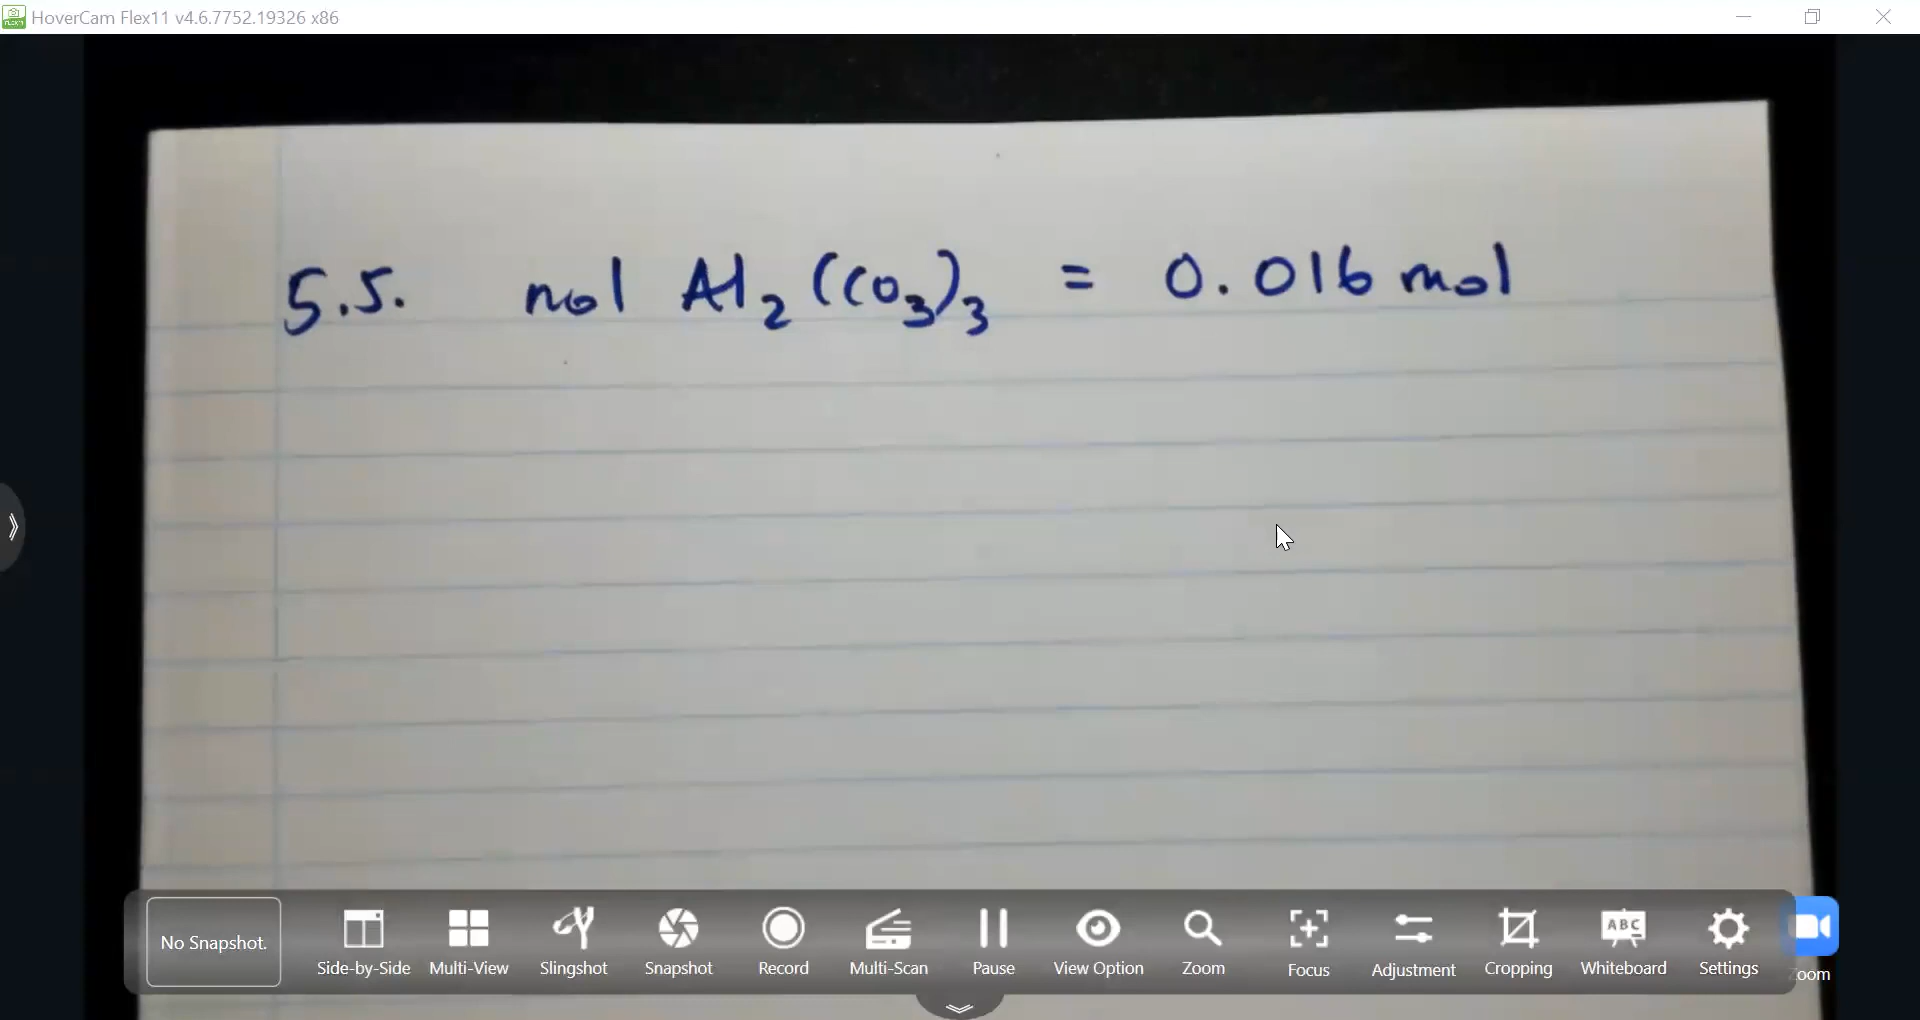 HoverCam Flex11 v4.6.7752.19326 x86
5.5. mol Al₂(CO₃)₃ = 0.016 mol
No Snapshot.
Side-by-Side
Multi-View
Slingshot
Snapshot
Record
Multi-Scan
Pause
View Option
Zoom
Focus
Adjustment
Cropping
ABC
Whiteboard
Settings
oom